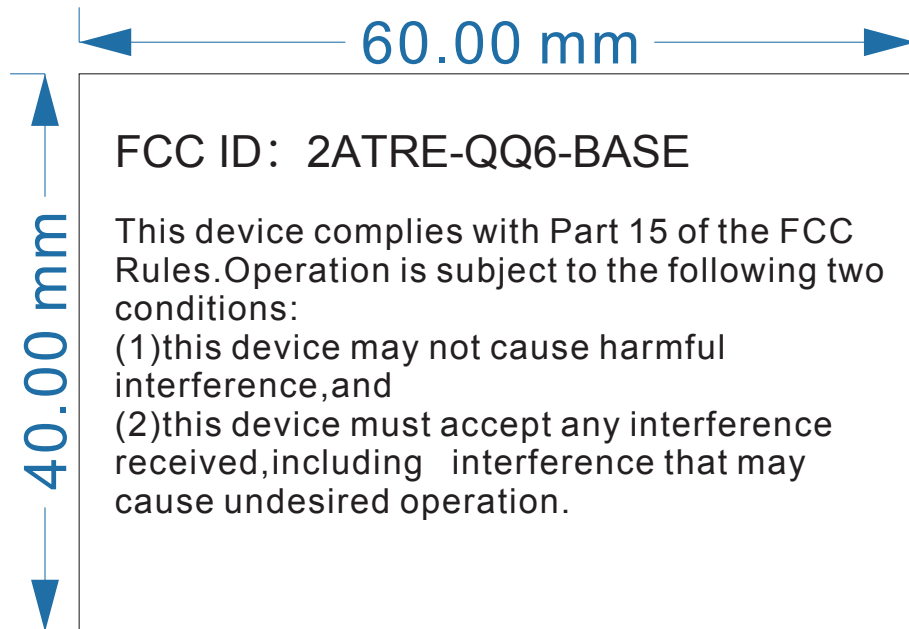 60.00 mm
40.00 mm
FCC ID：2ATRE-QQ6-BASE
This device complies with Part 15 of the FCC
Rules.Operation is subject to the following two
conditions:
(1)this device may not cause harmful
interference,and
(2)this device must accept any interference
received,including interference that may
cause undesired operation.